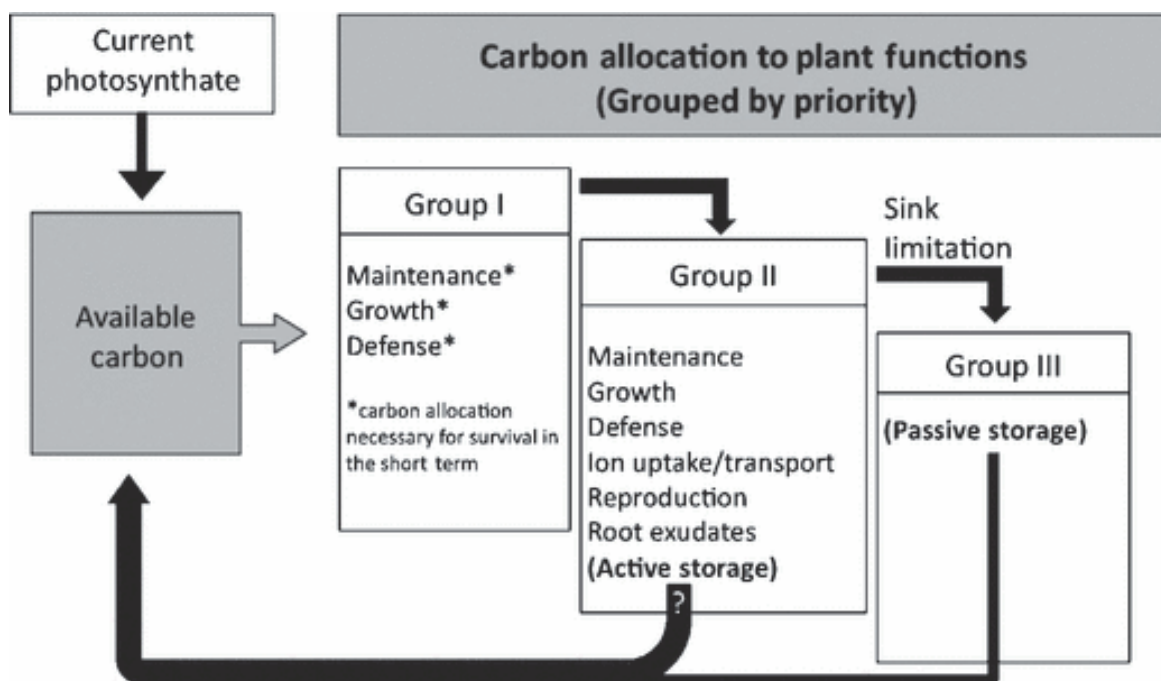 Current
photosynthate
Carbon allocation to plant functions
(Grouped by priority)
Available
carbon
Group I
Maintenance*
Growth*
Defense*
*carbon allocation
necessary for survival in
the short term
Group II
Maintenance
Growth
Defense
Ion uptake/transport
Reproduction
Root exudates
(Active storage)
?
Sink
limitation
Group III
(Passive storage)